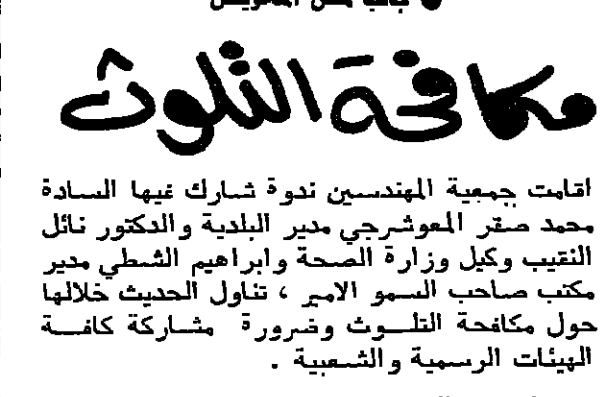 مكافحة التلوث
اقامت جمعية المهندسين ندوة شارك فيها السادة
محمد صقر المعوشرجي مدير البلدية والدكتور نائل
النقيب وكيل وزارة الصحة وابراهيم الشطي مدير
مكتب صاحب السمو الامير ، تناول الحديث خلالها
حول مكافحة التلوث وضرورة مشاركة كافة
الهيئات الرسمية والشعبية .